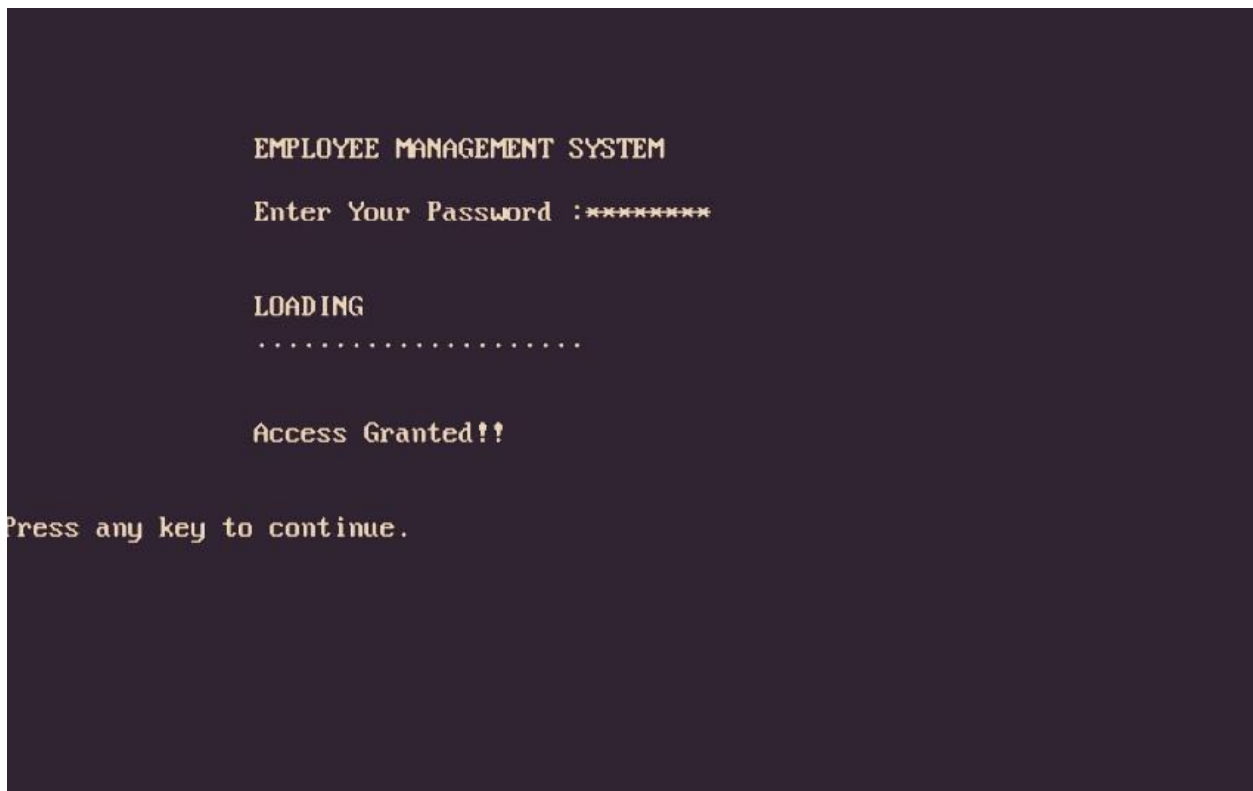 EMPLOYEE MANAGEMENT SYSTEM
Enter Your Password :********
LOADING
.....................
Access Granted!!
Press any key to continue.